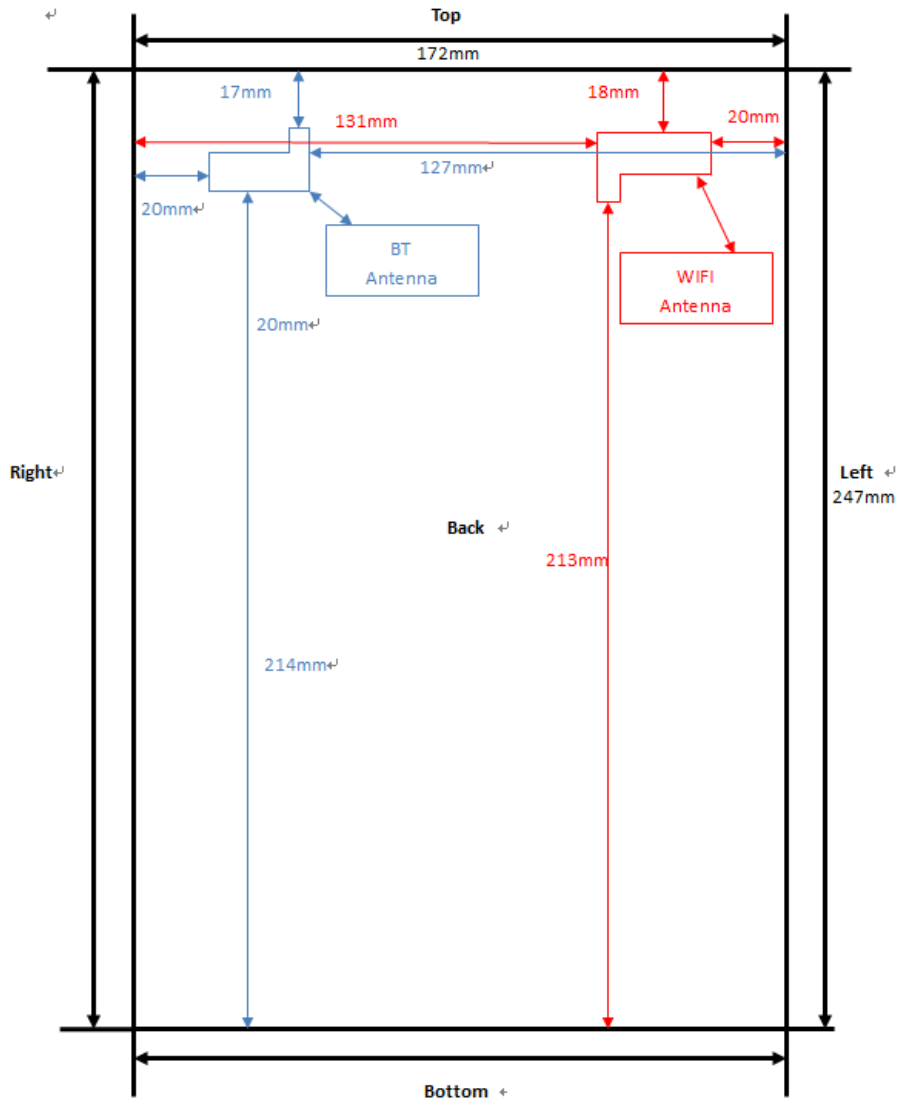 Top
172mm
17mm
18mm
131mm
20mm
127mm
20mm
BT
Antenna
WIFI
Antenna
20mm
Right
Left
247mm
Back
213mm
214mm
Bottom